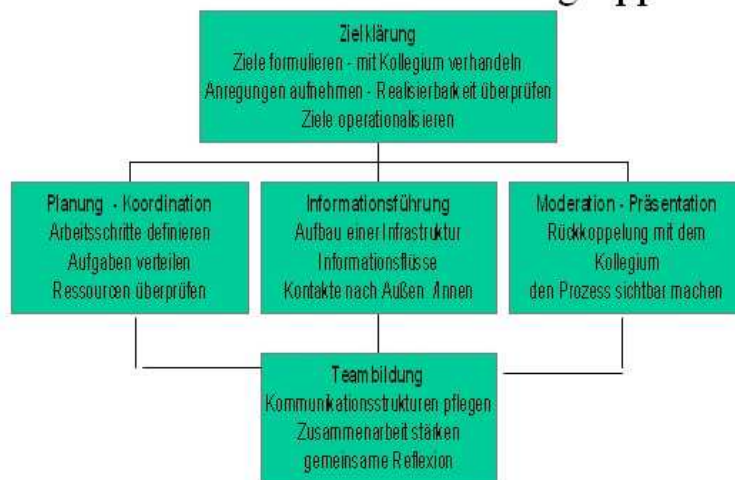 Zielklärung
Ziele formulieren - mit Kollegium verhandeln
Anregungen aufnehmen - Realisierbarkeit überprüfen
Ziele operationalisieren
Planung - Koordination
Arbeitsschritte definieren
Aufgaben verteilen
Ressourcen überprüfen
Informationsführung
Aufbau einer Infrastruktur
Informationsflüsse
Kontakte nach Außen /Innen
Moderation - Präsentation
Rückkoppelung mit dem
Kollegium
den Prozess sichtbar machen
Teambildung
Kommunikationsstrukturen pflegen
Zusammenarbeit stärken
gemeinsame Reflexion